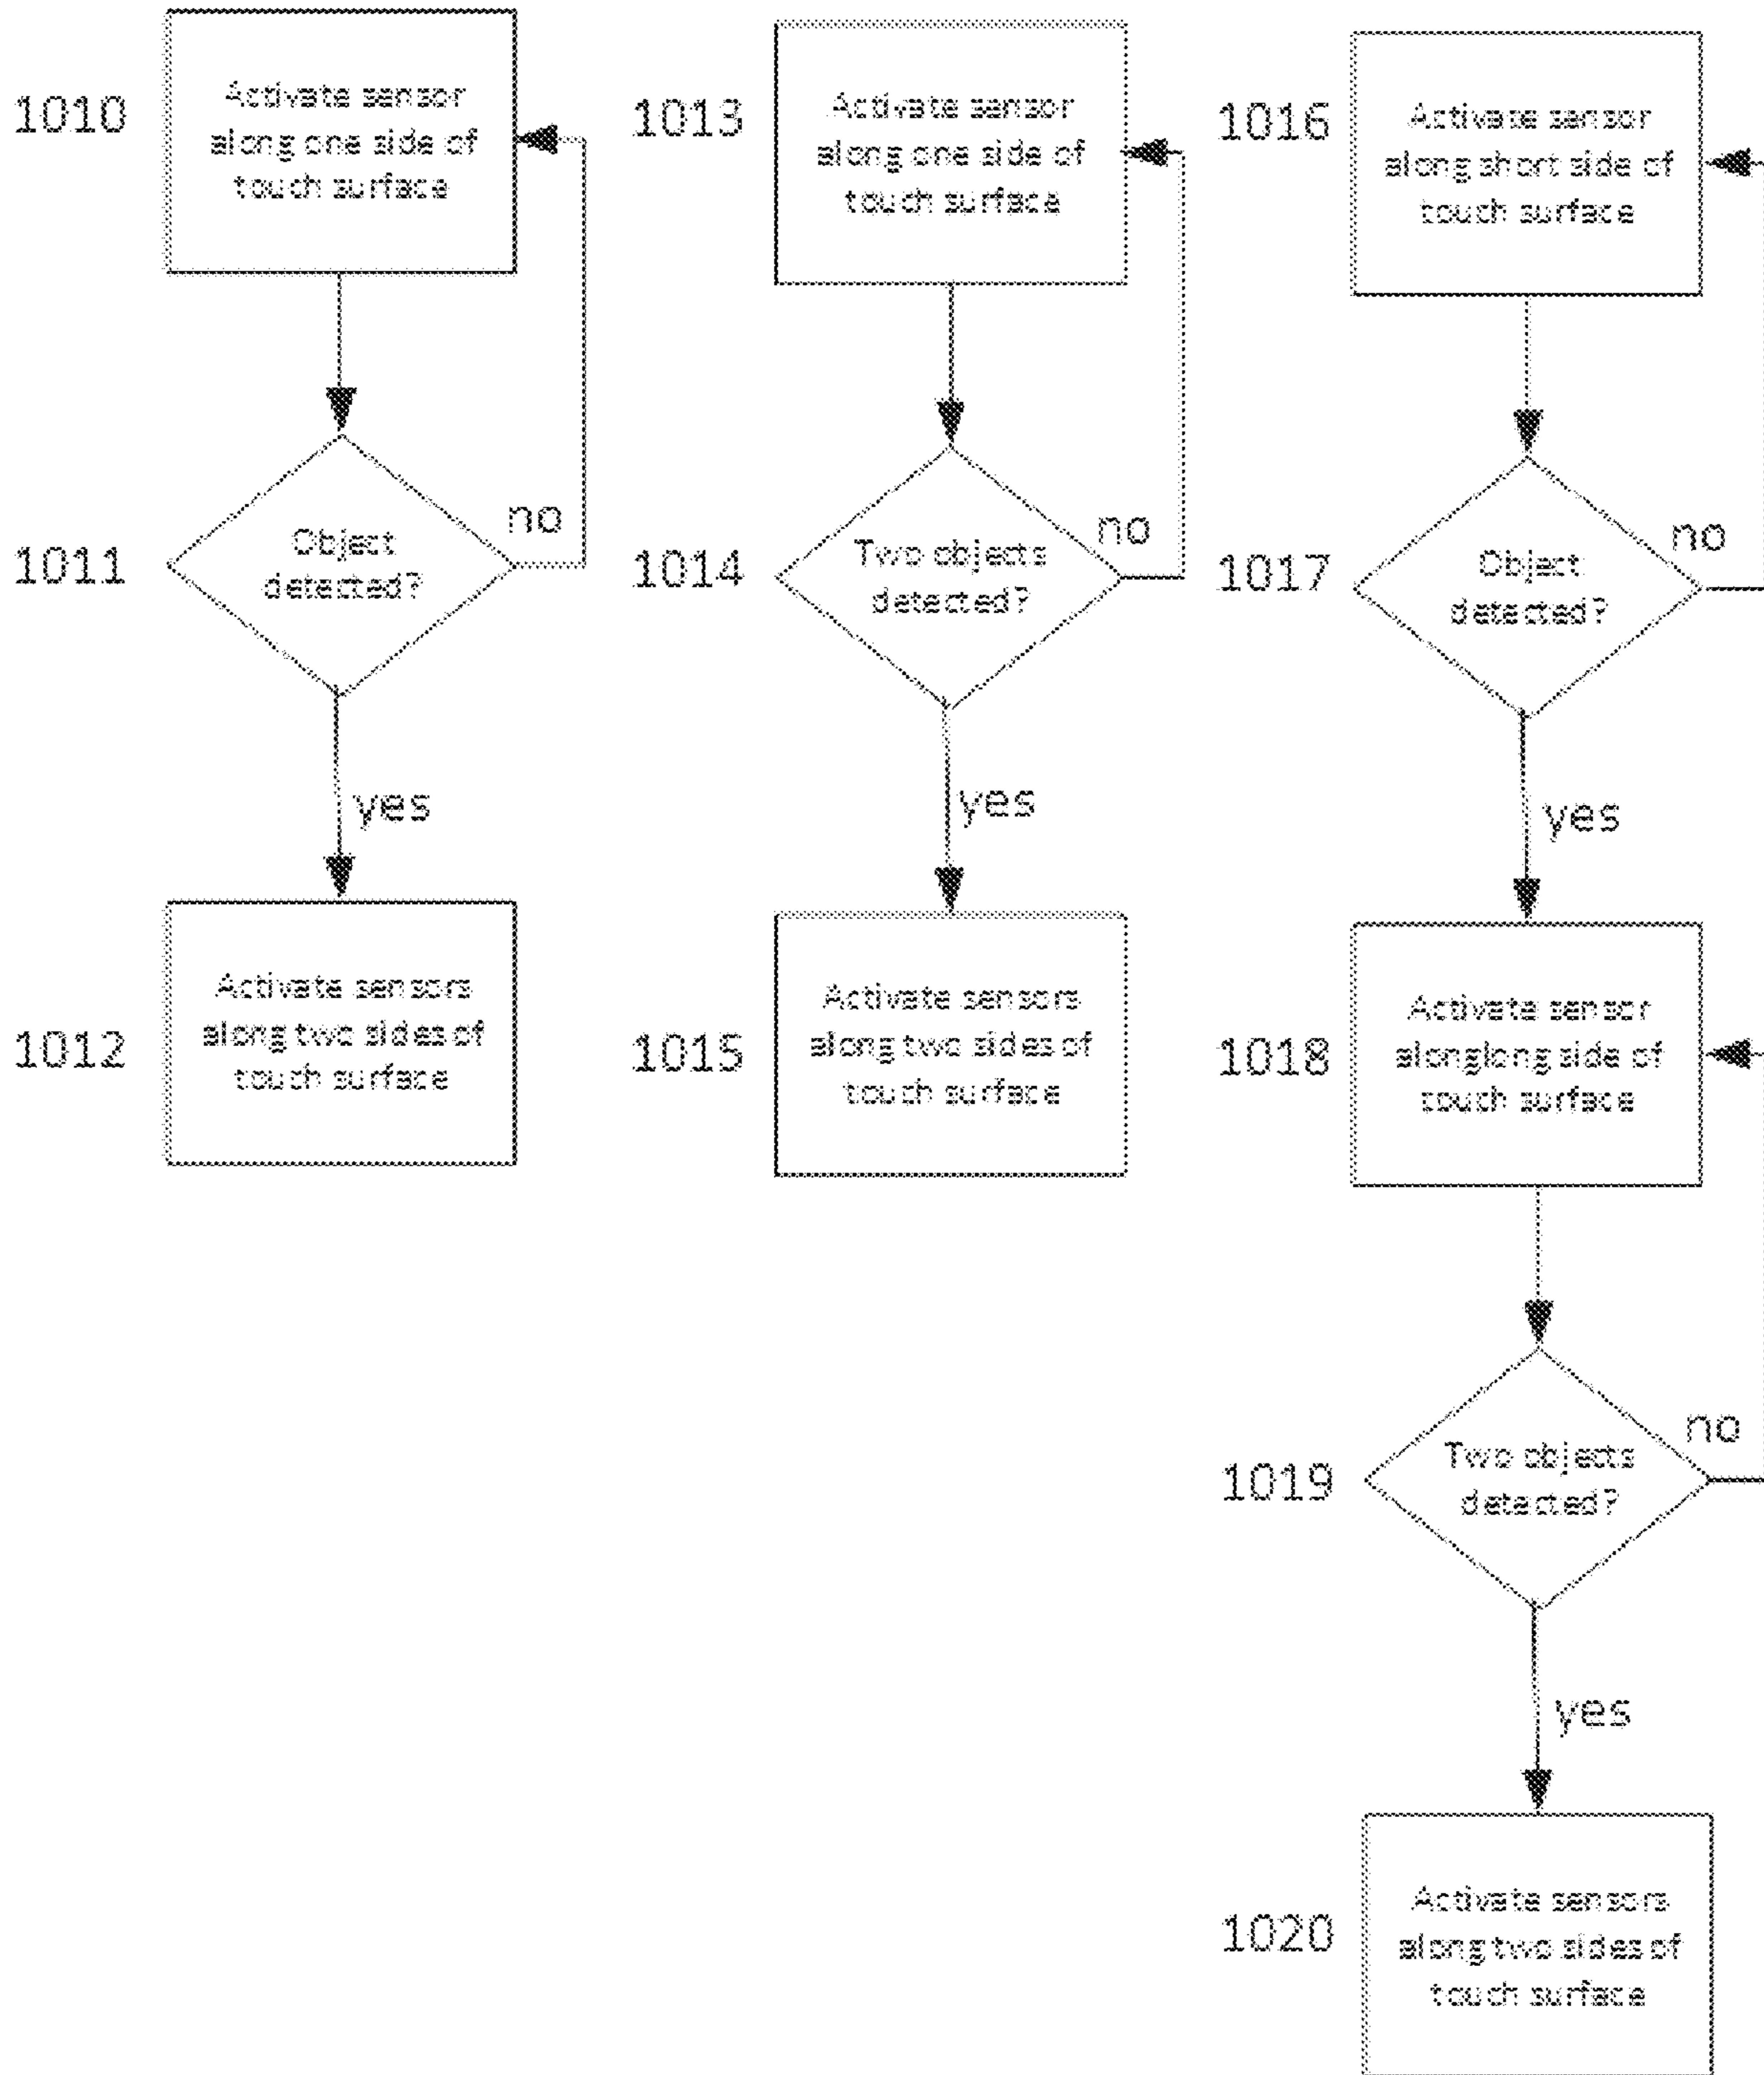 1010
Activate sensor
along one side of
touch surface
1011
Object
detected?
no
yes
1012
Activate sensors
along two sides of
touch surface
1013
Activate sensor
along one side of
touch surface
1014
Two objects
detected?
no
yes
1015
Activate sensors
along two sides of
touch surface
1016
Activate sensor
along short side of
touch surface
1017
Object
detected?
no
yes
1018
Activate sensor
alonglong side of
touch surface
1019
Two objects
detected?
no
yes
1020
Activate sensors
along two sides of
touch surface